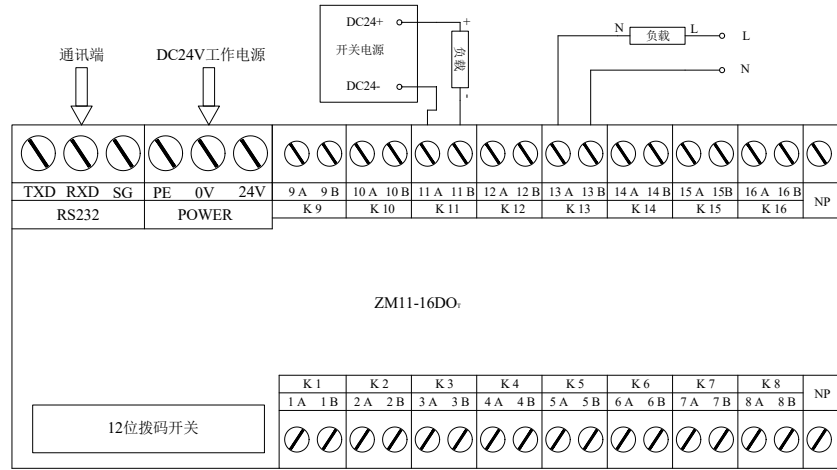 DC24+
+
N
负载
L
L
通讯端
DC24V工作电源
开关电源
负载
N
DC24-
-
TXD RXD SG PE 0V 24V 9 A 9 B 10 A 10 B 11 A 11 B 12 A 12 B 13 A 13 B 14 A 14 B 15 A 15B 16 A 16 B NP
RS232 POWER K 9 K 10 K 11 K 12 K 13 K 14 K 15 K 16
ZM11-16DOT
K 1 K 2 K 3 K 4 K 5 K 6 K 7 K 8 NP
1 A 1 B 2 A 2 B 3 A 3 B 4 A 4 B 5 A 5 B 6 A 6 B 7 A 7 B 8 A 8 B
12位拨码开关